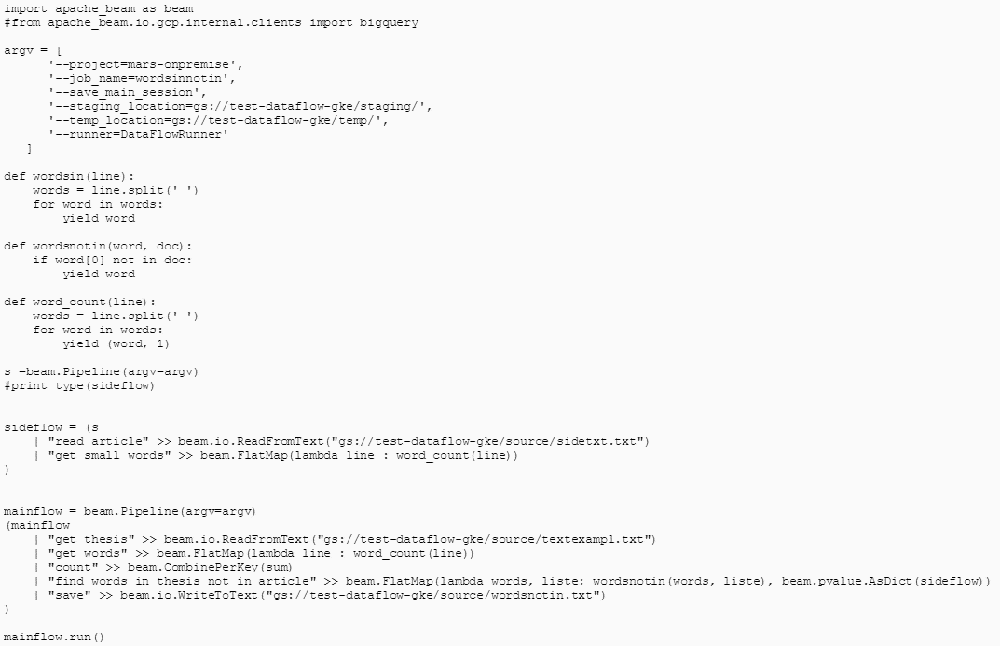 import apache_beam as beam
#from apache_beam.io.gcp.internal.clients import bigquery
argv = [
      '--project=mars-onpremise',
      '--job_name=wordsinnotin',
      '--save_main_session',
      '--staging_location=gs://test-dataflow-gke/staging/',
      '--temp_location=gs://test-dataflow-gke/temp/',
      '--runner=DataFlowRunner'
   ]
def wordsin(line):
    words = line.split(' ')
    for word in words:
        yield word
def wordsnotin(word, doc):
    if word[0] not in doc:
        yield word
def word_count(line):
    words = line.split(' ')
    for word in words:
        yield (word, 1)
s =beam.Pipeline(argv=argv)
#print type(sideflow)
sideflow = (s
    | "read article" >> beam.io.ReadFromText("gs://test-dataflow-gke/source/sidetxt.txt")
    | "get small words" >> beam.FlatMap(lambda line : word_count(line))
)
mainflow = beam.Pipeline(argv=argv)
(mainflow
    | "get thesis" >> beam.io.ReadFromText("gs://test-dataflow-gke/source/textexampl.txt")
    | "get words" >> beam.FlatMap(lambda line : word_count(line))
    | "count" >> beam.CombinePerKey(sum)
    | "find words in thesis not in article" >> beam.FlatMap(lambda words, liste: wordsnotin(words, liste), beam.pvalue.AsDict(sideflow))
    | "save" >> beam.io.WriteToText("gs://test-dataflow-gke/source/wordsnotin.txt")
)
mainflow.run()